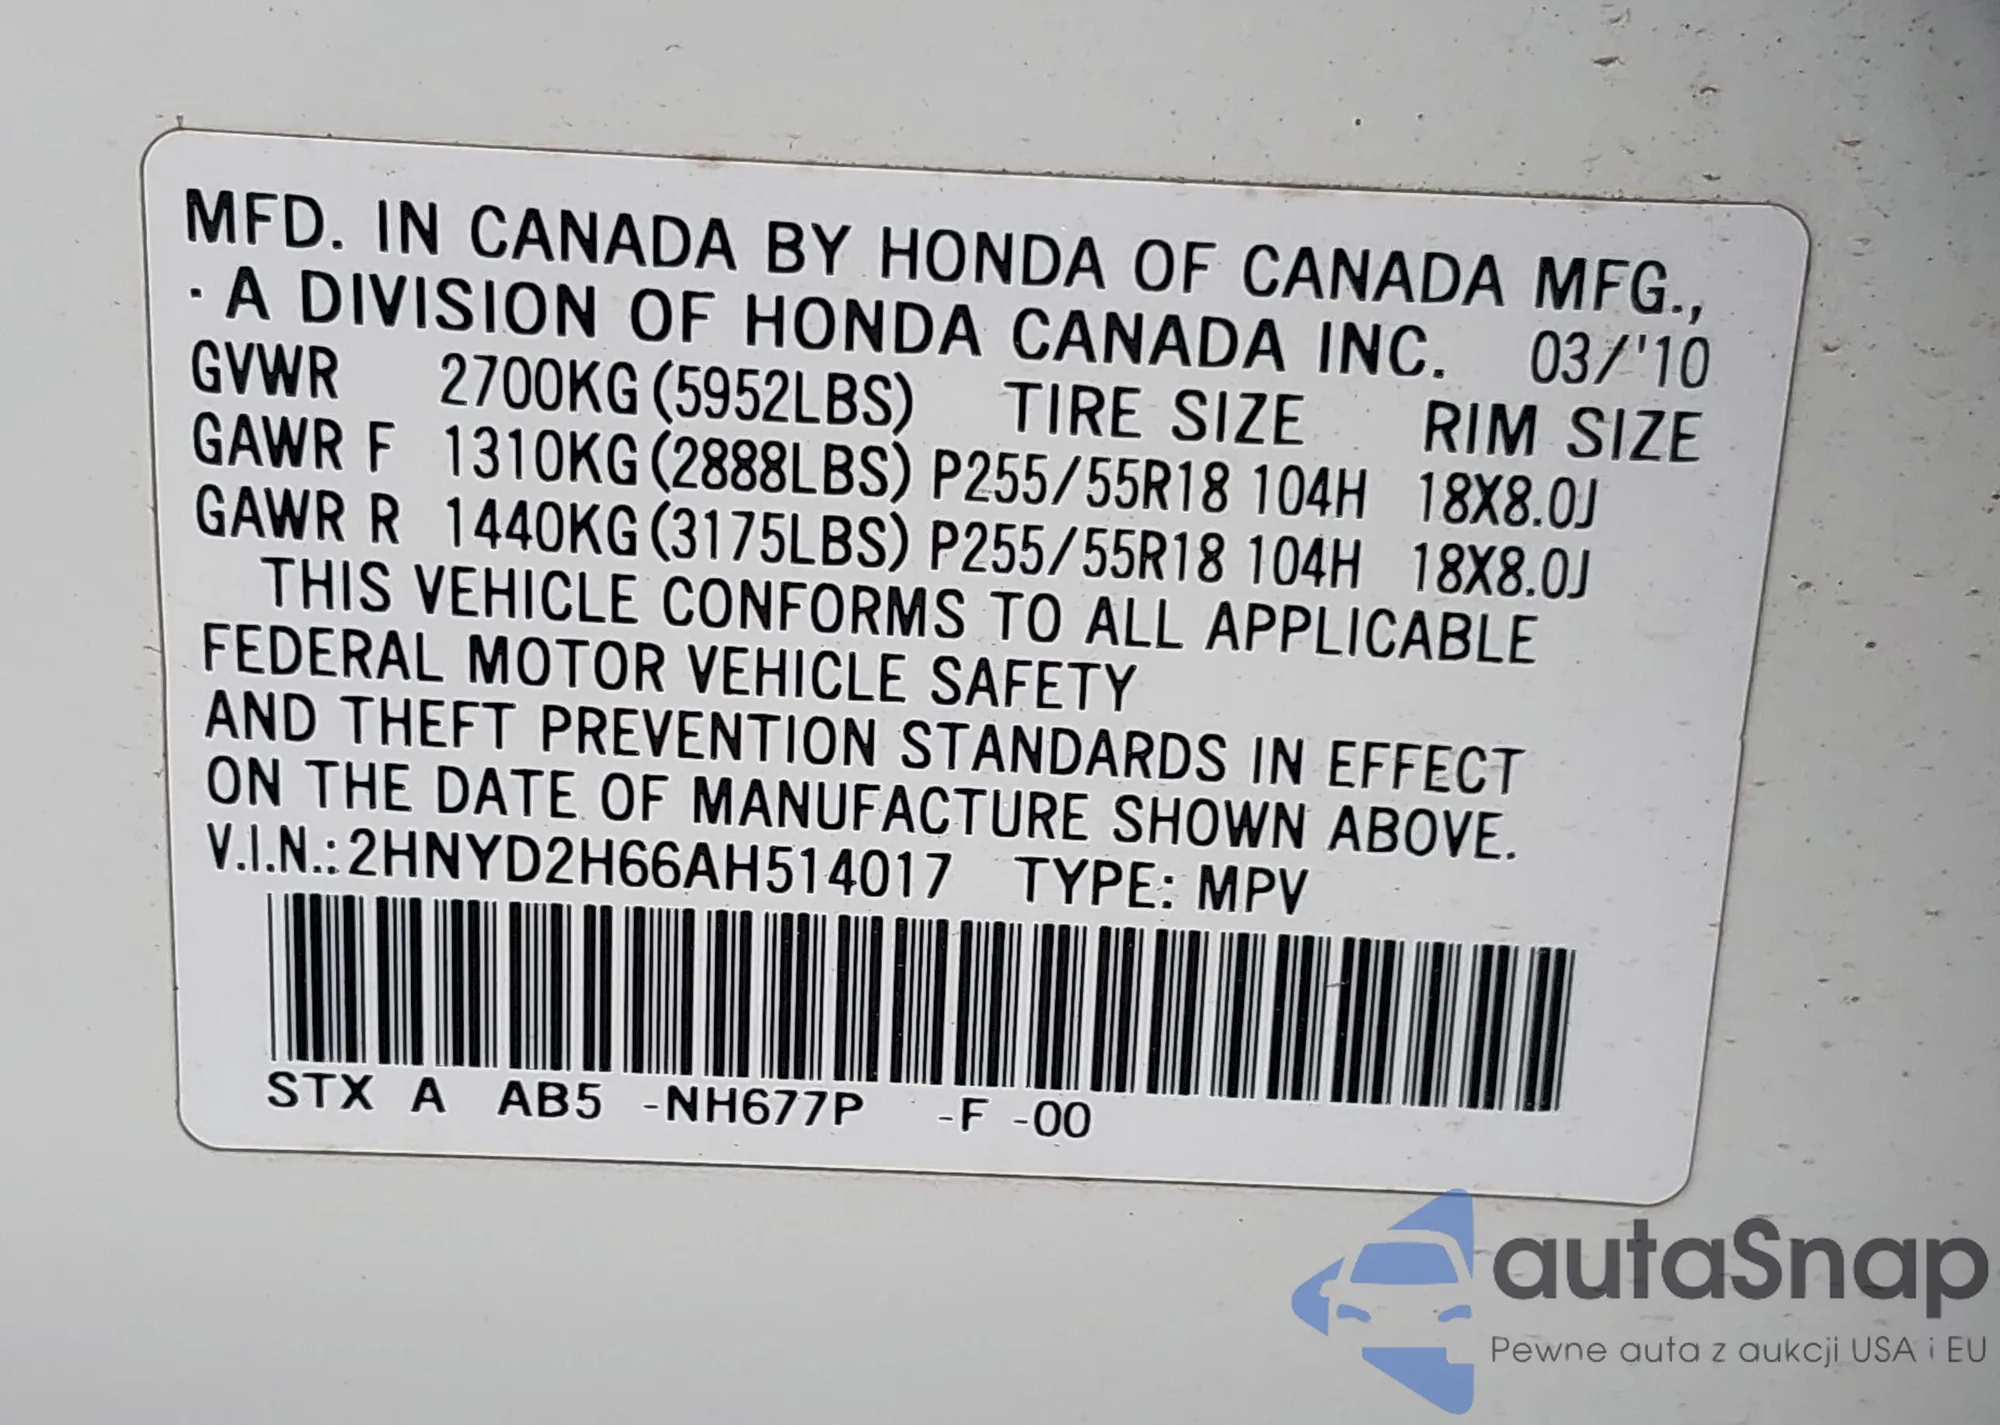 MFD. IN CANADA BY HONDA OF CANADA MFG.,
· A DIVISION OF HONDA CANADA INC. 03/'10
GVWR 2700KG (5952LBS) TIRE SIZE RIM SIZE
GAWR F 1310KG (2888LBS) P255/55R18 104H 18X8.0J
GAWR R 1440KG (3175LBS) P255/55R18 104H 18X8.0J
THIS VEHICLE CONFORMS TO ALL APPLICABLE
FEDERAL MOTOR VEHICLE SAFETY
AND THEFT PREVENTION STANDARDS IN EFFECT
ON THE DATE OF MANUFACTURE SHOWN ABOVE.
V.I.N.: 2HNYD2H66AH514017 TYPE: MPV
STX A AB5 -NH677P -F -00
autaSnap
Pewne auta z aukcji USA i EU